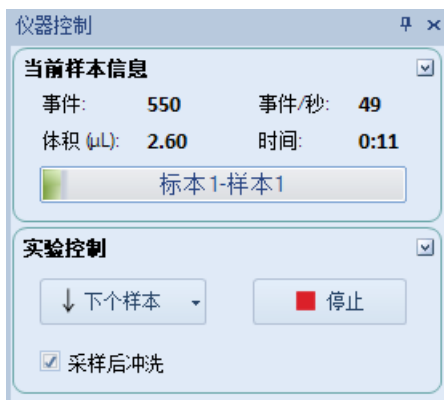 仪器控制
当前样本信息
事件: 550 事件/秒: 49
体积 (µL): 2.60 时间: 0:11
标本1-样本1
实验控制
下个样本 停止
采样后冲洗